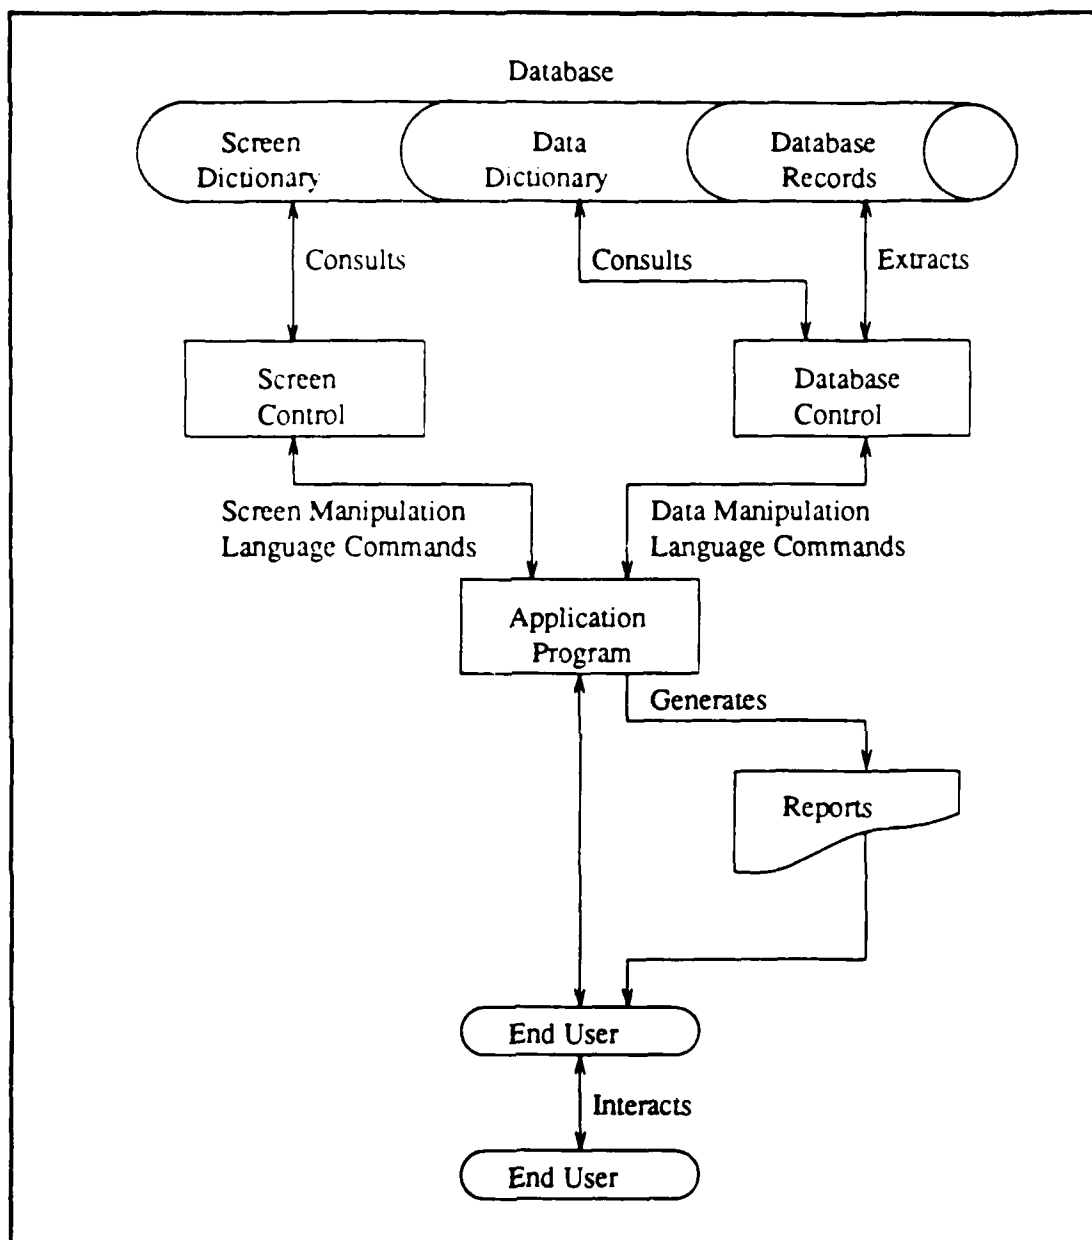 Database
Screen
Dictionary
Data
Dictionary
Database
Records
Consults
Consults
Extracts
Screen
Control
Database
Control
Screen Manipulation
Language Commands
Data Manipulation
Language Commands
Application
Program
Generates
Reports
End User
Interacts
End User